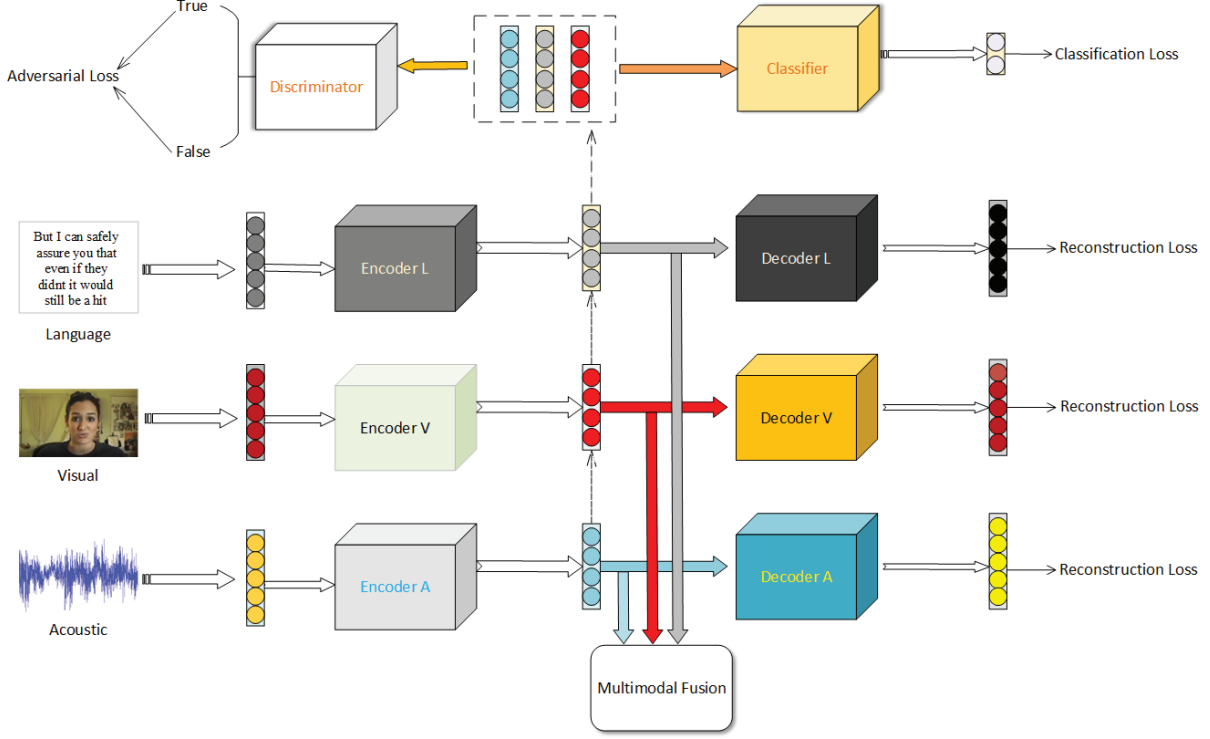 True
Adversarial Loss
Discriminator
Classifier
Classification Loss
False
But I can safely
assure you that
even if they
didnt it would
still be a hit
Language
Encoder L
Decoder L
Reconstruction Loss
Visual
Encoder V
Decoder V
Reconstruction Loss
Acoustic
Encoder A
Decoder A
Reconstruction Loss
Multimodal Fusion